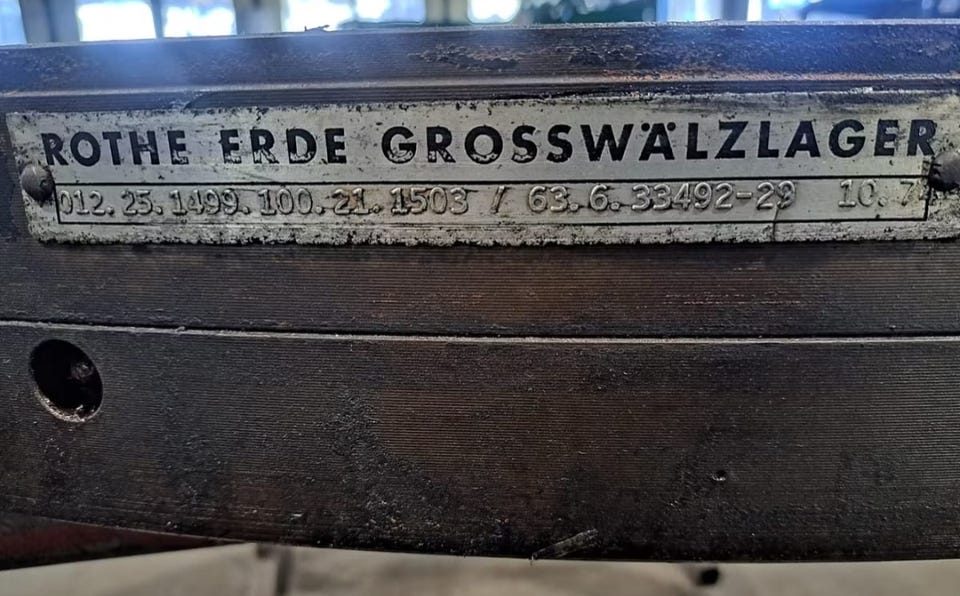 ROTHE ERDE GROSSWÄLZLAGER
012.25.1499.100.21.1503 / 63.6.33492-29